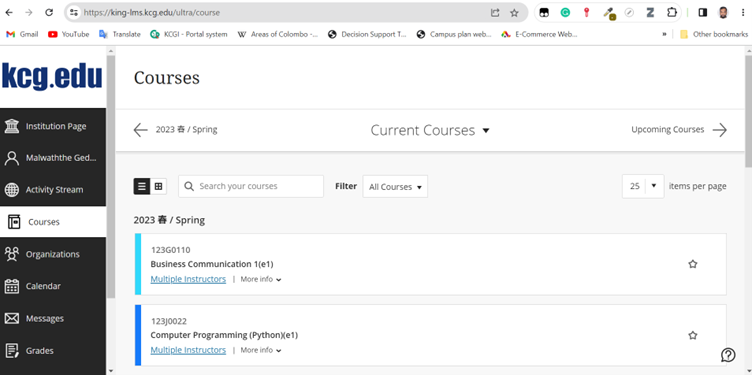 https://king-lms.kcg.edu/ultra/course
Gmail
YouTube
Translate
KCGI - Portal system
Areas of Colombo -...
Decision Support T...
Campus plan web...
E-Commerce Web...
»
Other bookmarks
kcg.edu
Institution Page
Malwaththe Ged...
Activity Stream
Courses
Organizations
Calendar
Messages
Grades
Courses
2023 春 / Spring
Current Courses
Upcoming Courses
Search your courses
Filter
All Courses
25
items per page
2023 春 / Spring
123G0110
Business Communication 1(e1)
Multiple Instructors | More info
123J0022
Computer Programming (Python)(e1)
Multiple Instructors | More info